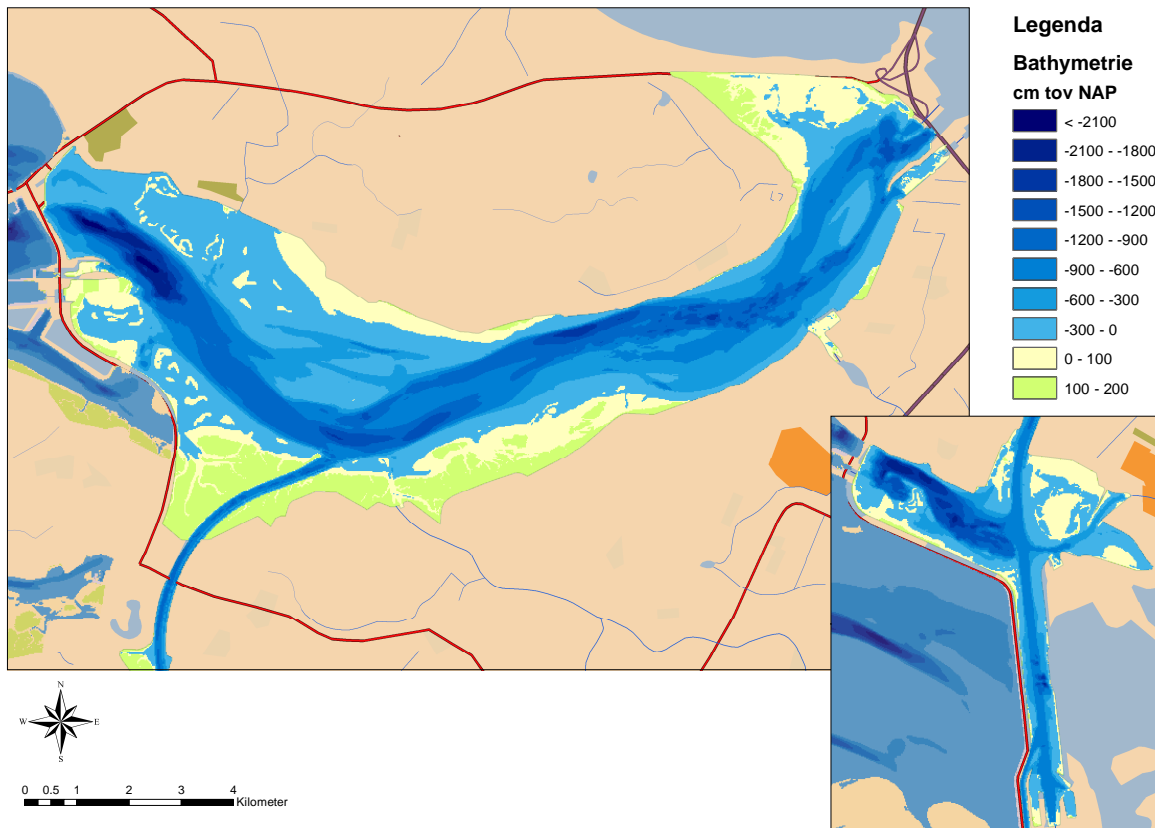 Legenda
Bathymetrie
cm tov NAP
< -2100
-2100 - -1800
-1800 - -1500
-1500 - -1200
-1200 - -900
-900 - -600
-600 - -300
-300 - 0
0 - 100
100 - 200
N
W E
S
0 0.5 1 2 3 4
Kilometer